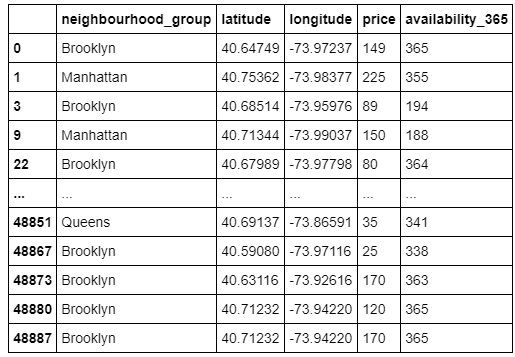 neighbourhood_group latitude longitude price availability_365
0 Brooklyn 40.64749 -73.97237 149 365
1 Manhattan 40.75362 -73.98377 225 355
3 Brooklyn 40.68514 -73.95976 89 194
9 Manhattan 40.71344 -73.99037 150 188
22 Brooklyn 40.67989 -73.97798 80 364
... ... ... ... ... ...
48851 Queens 40.69137 -73.86591 35 341
48867 Brooklyn 40.59080 -73.97116 25 338
48873 Brooklyn 40.63116 -73.92616 170 363
48880 Brooklyn 40.71232 -73.94220 120 365
48887 Brooklyn 40.71232 -73.94220 170 365